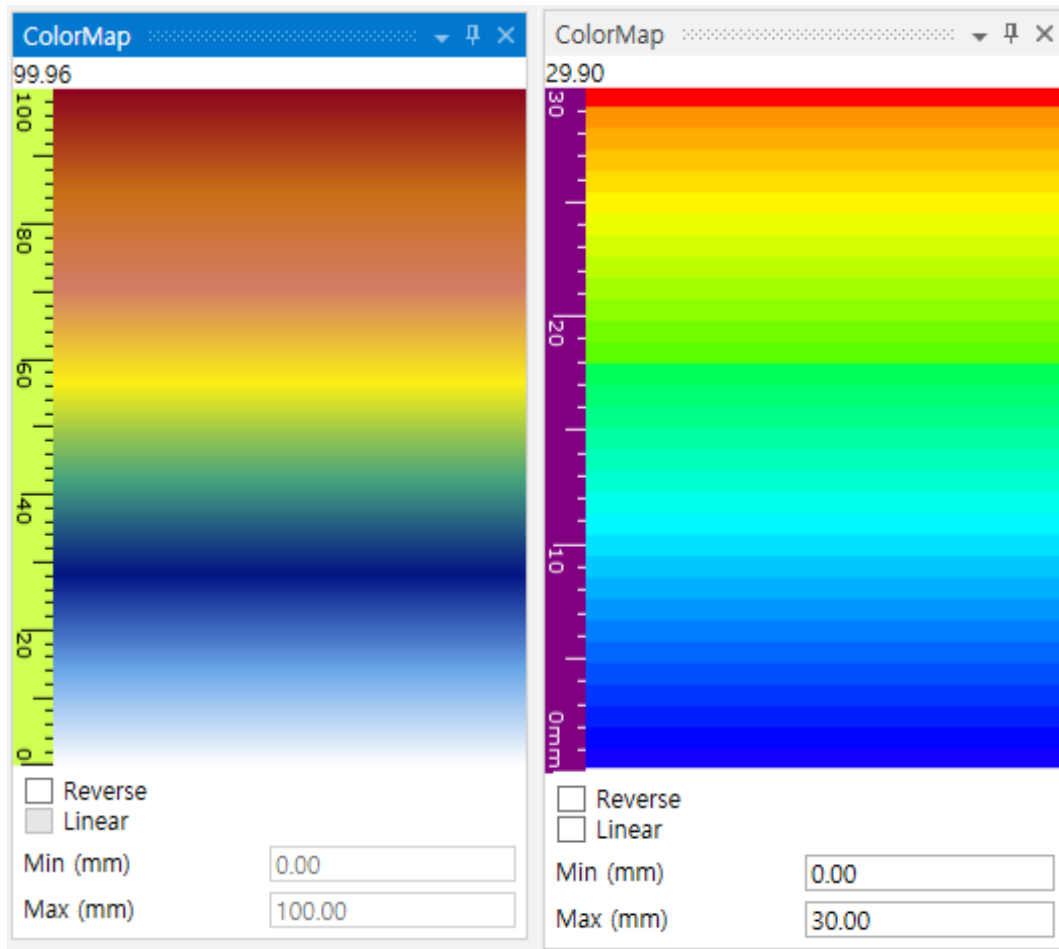 ColorMap
99.96
100
80
60
40
20
0
Reverse
Linear
Min (mm)
0.00
Max (mm)
100.00
ColorMap
29.90
30
20
10
0mm
Reverse
Linear
Min (mm)
0.00
Max (mm)
30.00